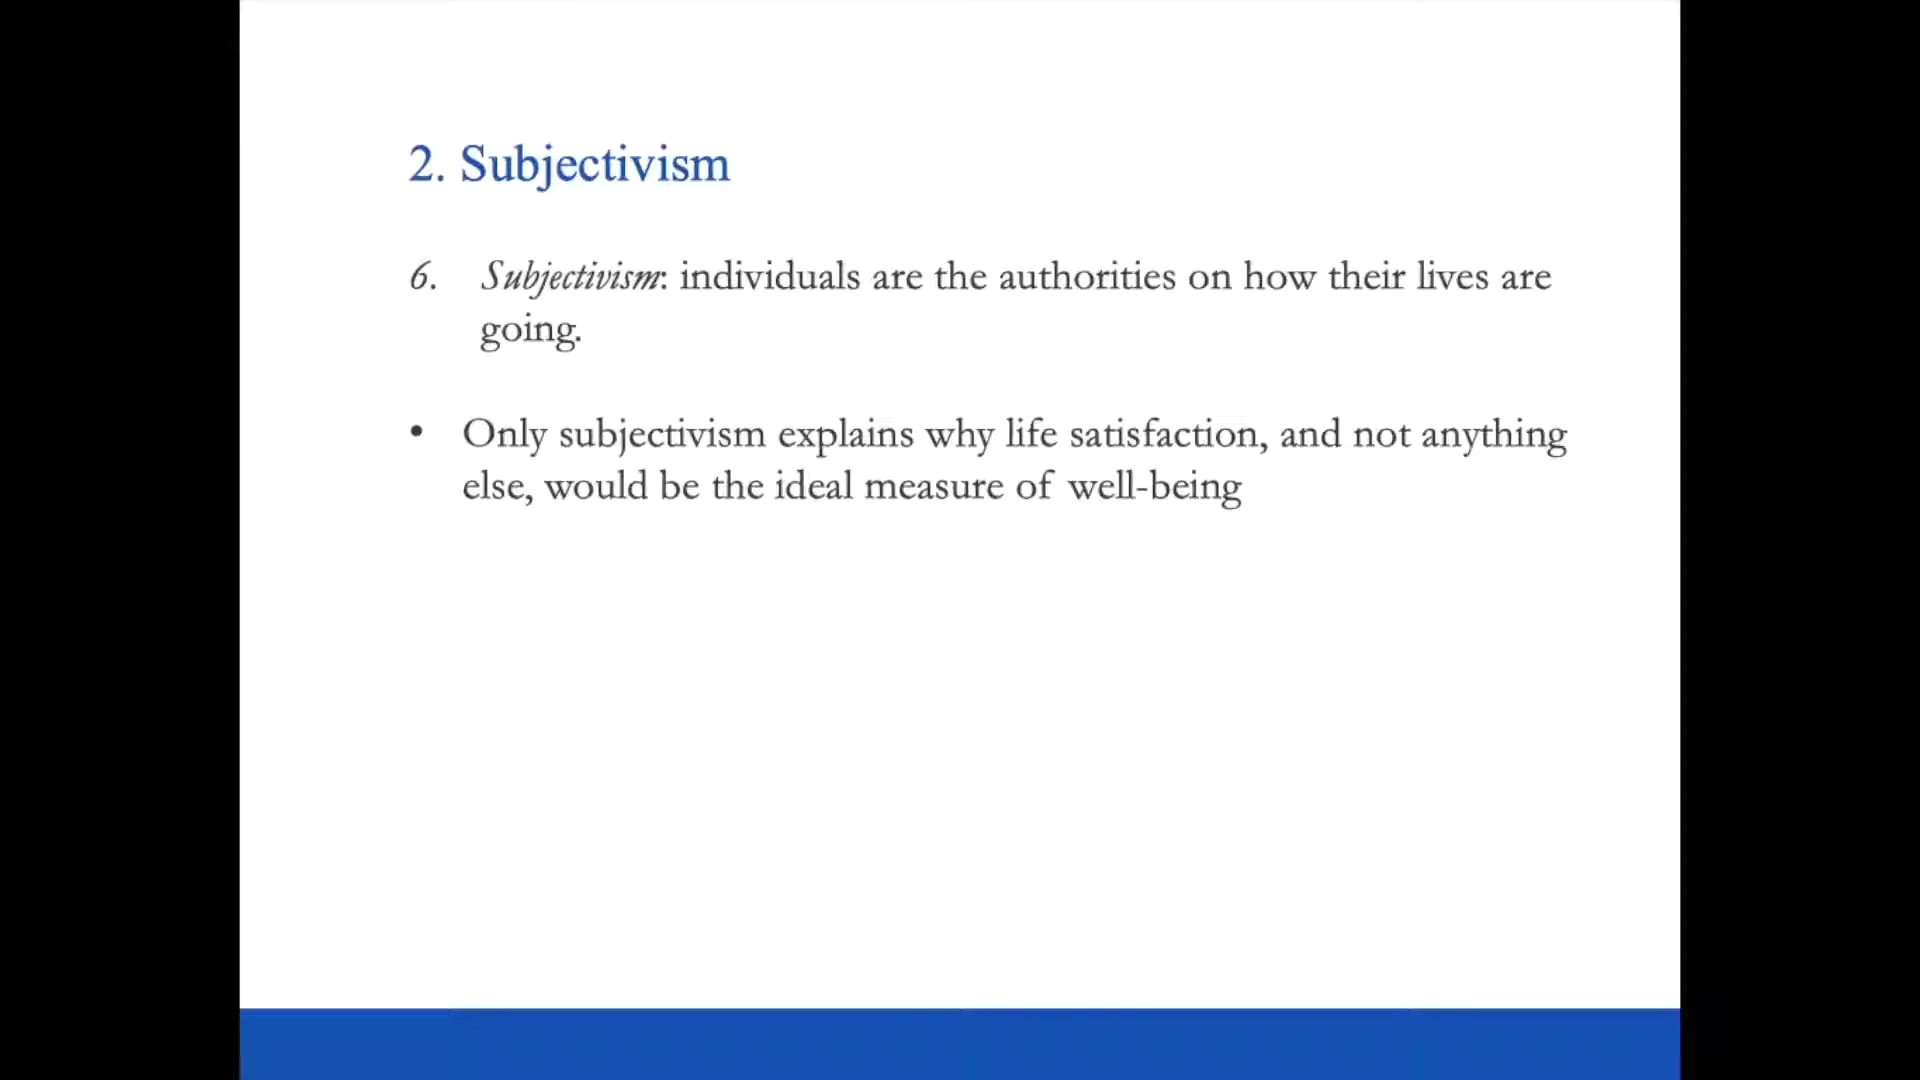 2. Subjectivism
6. Subjectivism: individuals are the authorities on how their lives are
going.
• Only subjectivism explains why life satisfaction, and not anything
else, would be the ideal measure of well-being